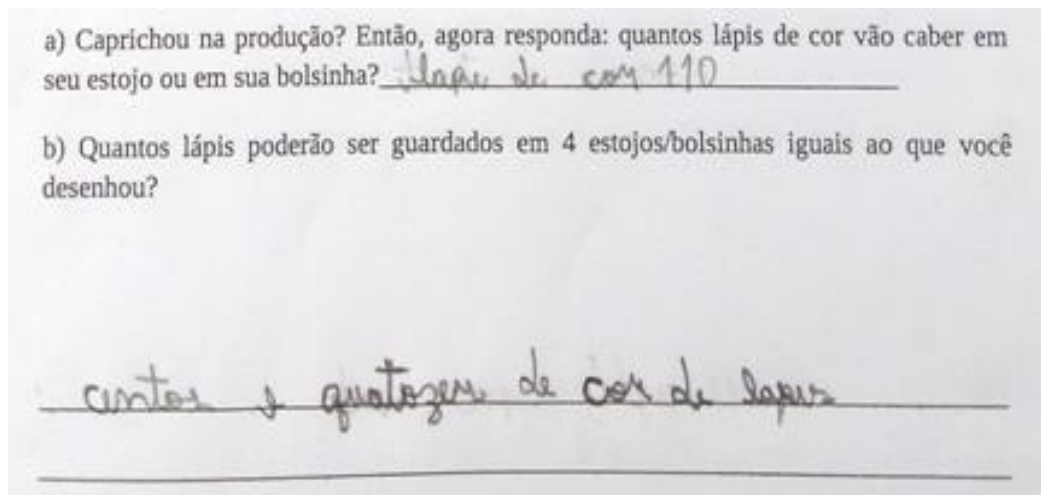 a) Caprichou na produção? Então, agora responda: quantos lápis de cor vão caber em
seu estojo ou em sua bolsinha? lapi de cor 110
b) Quantos lápis poderão ser guardados em 4 estojos/bolsinhas iguais ao que você
desenhou?
centos e quatozer de cor de lapis